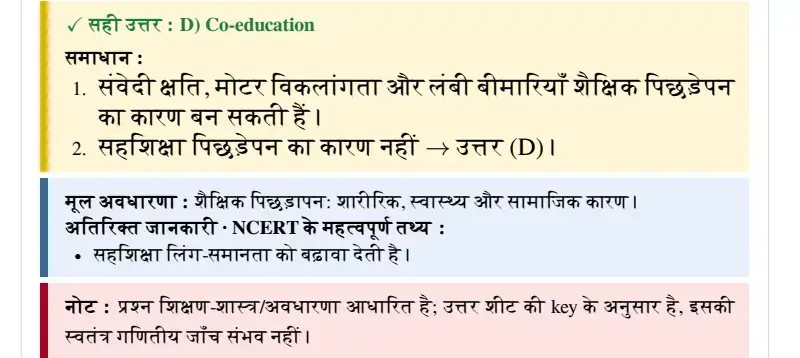 ✓ सही उत्तर : D) Co-education
समाधान :
1. संवेदी क्षति, मोटर विकलांगता और लंबी बीमारियाँ शैक्षिक पिछड़ेपन
का कारण बन सकती हैं।
2. सहशिक्षा पिछड़ेपन का कारण नहीं → उत्तर (D)।
मूल अवधारणा : शैक्षिक पिछड़ापन: शारीरिक, स्वास्थ्य और सामाजिक कारण।
अतिरिक्त जानकारी · NCERT के महत्वपूर्ण तथ्य :
• सहशिक्षा लिंग-समानता को बढ़ावा देती है।
नोट : प्रश्न शिक्षण-शास्त्र/अवधारणा आधारित है; उत्तर शीट की key के अनुसार है, इसकी
स्वतंत्र गणितीय जाँच संभव नहीं।